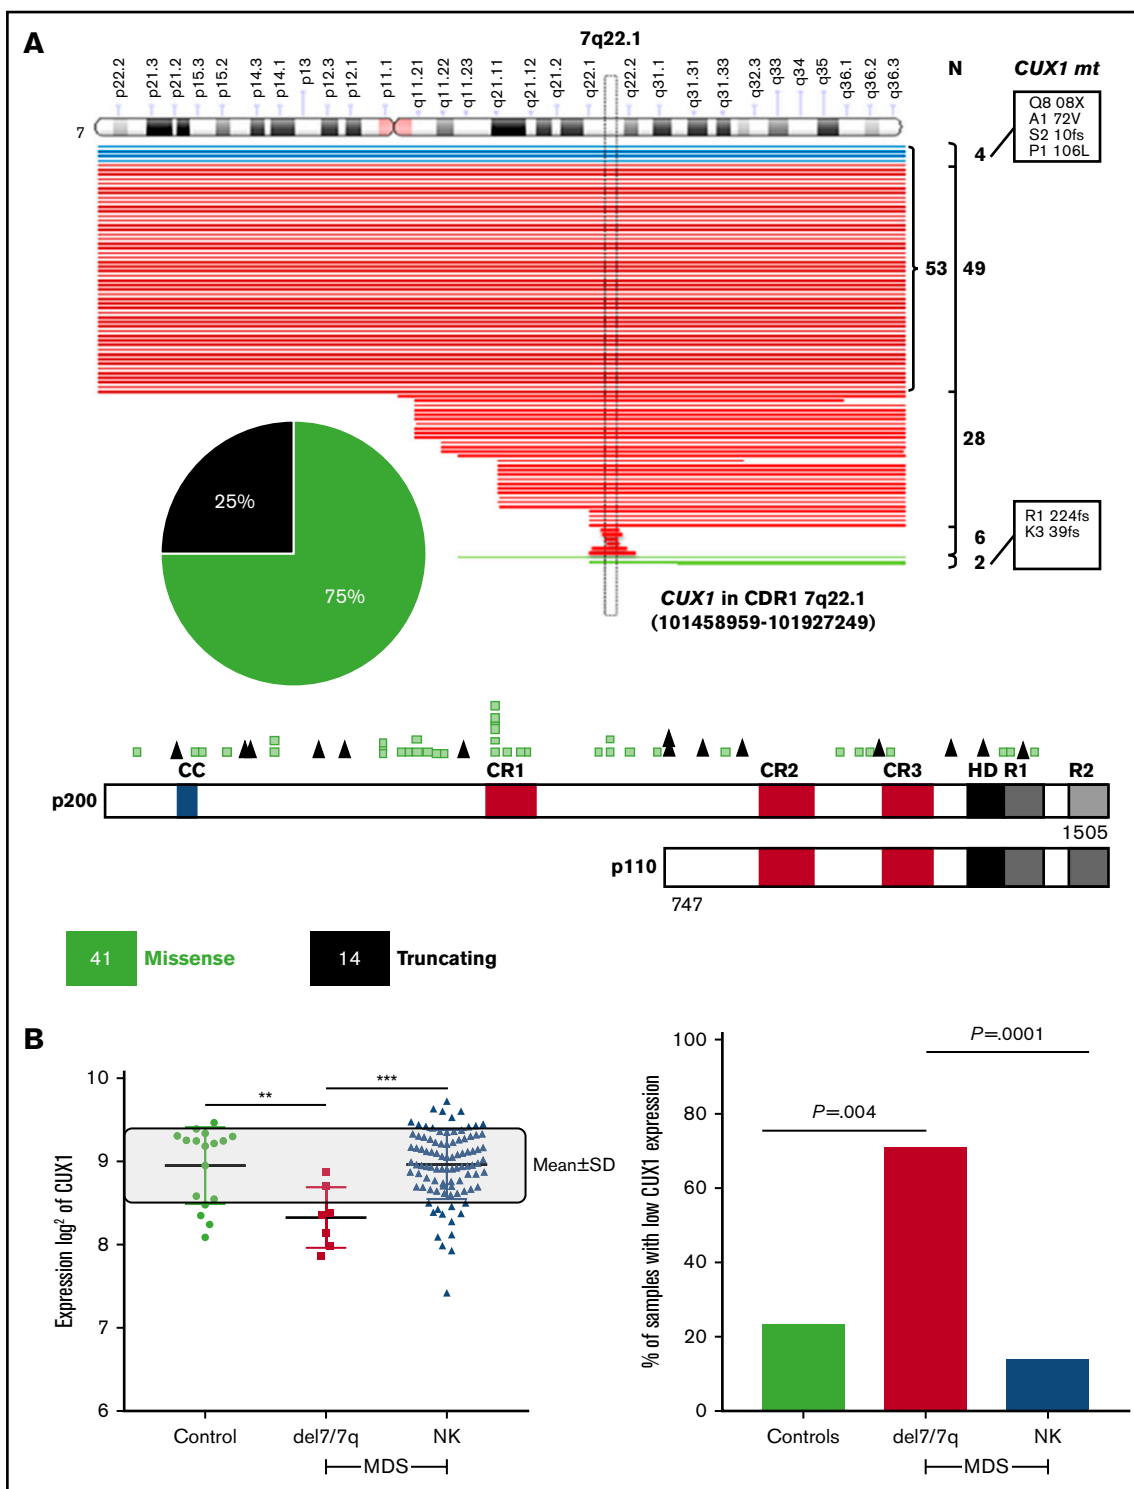 A
7q22.1
N
CUX1 mt
p22.2
p21.3
p21.2
p15.3
p15.2
p14.3
p14.1
p13
p12.3
p12.1
p11.1
q11.21
q11.22
q11.23
q21.11
q21.12
q21.2
q22.1
q22.2
q31.1
q31.31
q31.33
q32.3
q33
q34
q35
q36.1
q36.2
q36.3
7
Q8 08X
A1 72V
S2 10fs
P1 106L
4
53
49
28
6
2
R1 224fs
K3 39fs
25%
75%
CUX1 in CDR1 7q22.1
(101458959-101927249)
CC
CR1
CR2
CR3
HD
R1
R2
p200
1505
p110
747
41
Missense
14
Truncating
B
Expression log² of CUX1
10
9
8
7
6
**
***
Mean±SD
Control
del7/7q
NK
MDS
% of samples with low CUX1 expression
100
80
60
40
20
0
P=.0001
P=.004
Controls
del7/7q
NK
MDS